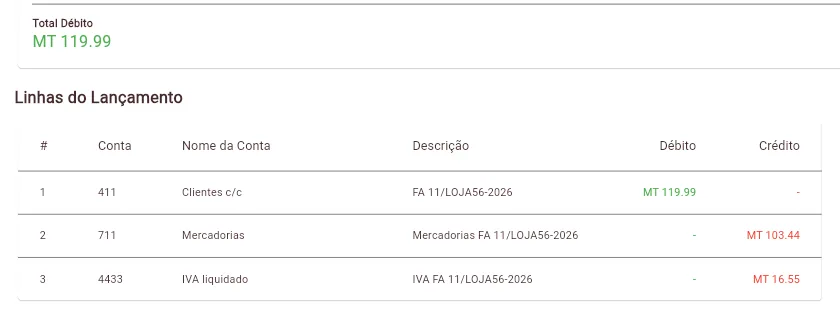 Total Débito
MT 119.99
Linhas do Lançamento
# Conta Nome da Conta Descrição Débito Crédito
1 411 Clientes c/c FA 11/LOJA56-2026 MT 119.99 -
2 711 Mercadorias Mercadorias FA 11/LOJA56-2026 - MT 103.44
3 4433 IVA liquidado IVA FA 11/LOJA56-2026 - MT 16.55